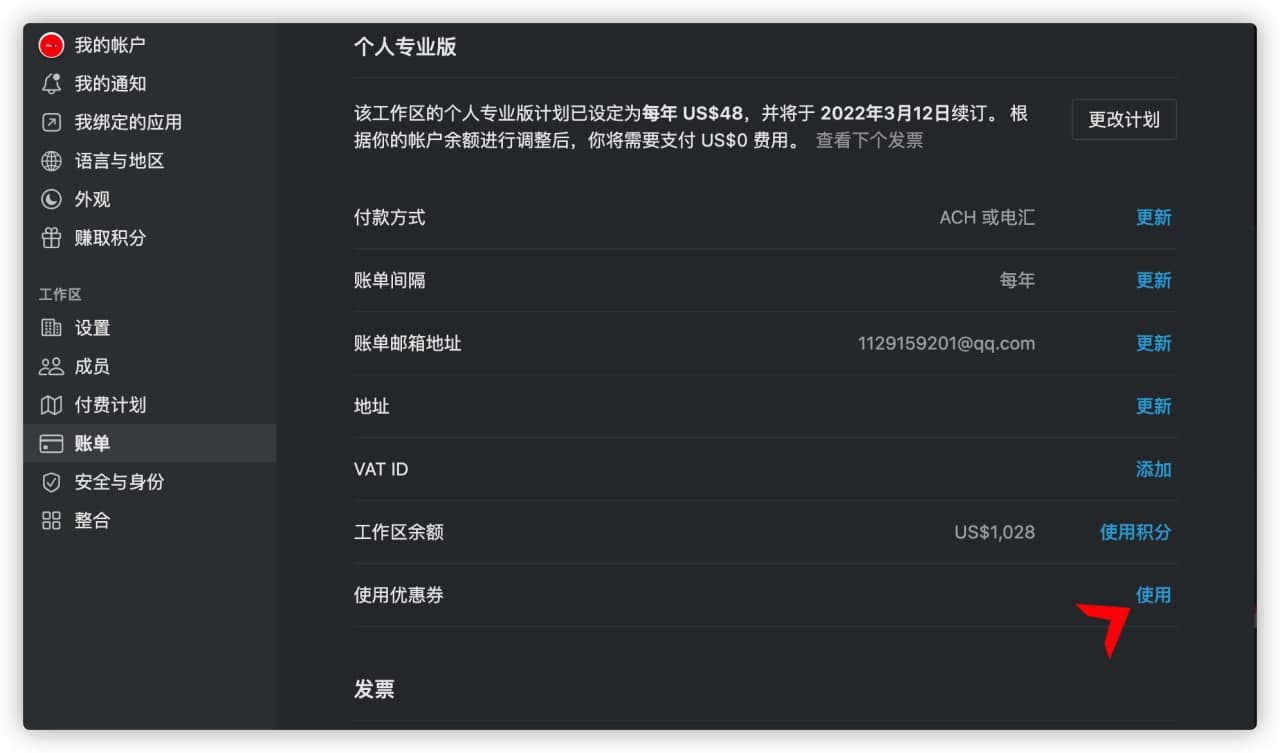 我的帐户
我的通知
我绑定的应用
语言与地区
外观
赚取积分
工作区
设置
成员
付费计划
账单
安全与身份
整合
个人专业版
该工作区的个人专业版计划已设定为每年 US$48，并将于 2022年3月12日续订。 根
据你的帐户余额进行调整后，你将需要支付 US$0 费用。 查看下个发票
更改计划
付款方式 ACH 或电汇 更新
账单间隔 每年 更新
账单邮箱地址 1129159201@qq.com 更新
地址 更新
VAT ID 添加
工作区余额 US$1,028 使用积分
使用优惠券 使用
发票